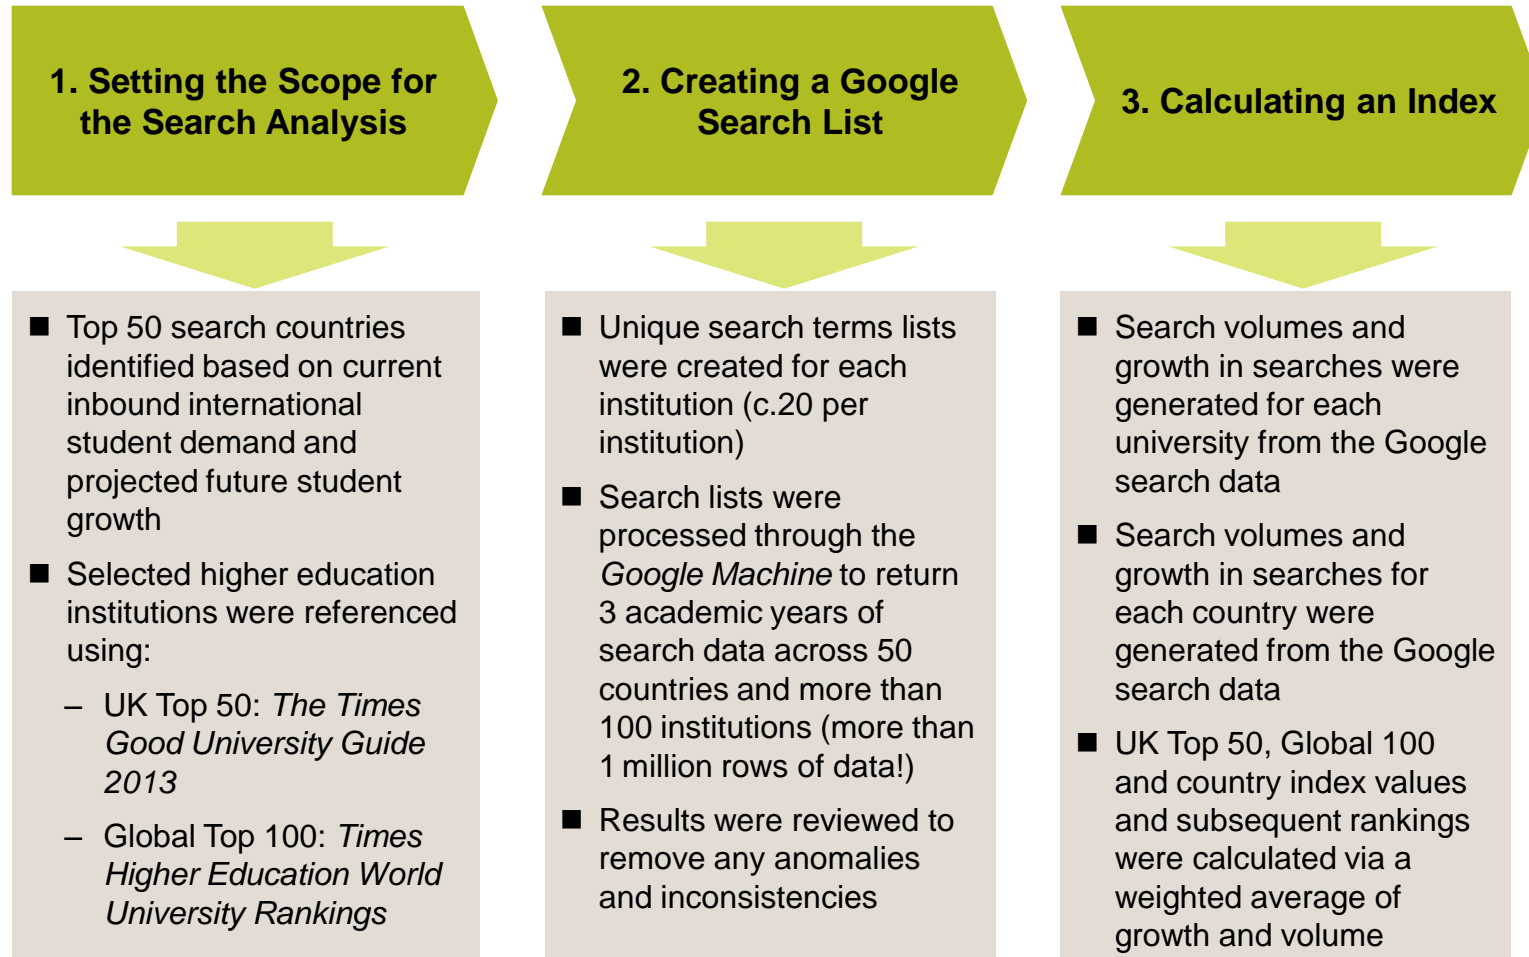 1. Setting the Scope for
the Search Analysis
2. Creating a Google
Search List
3. Calculating an Index
■ Top 50 search countries
identified based on current
inbound international
student demand and
projected future student
growth
■ Selected higher education
institutions were referenced
using:
– UK Top 50: The Times
Good University Guide
2013
– Global Top 100: Times
Higher Education World
University Rankings
■ Unique search terms lists
were created for each
institution (c.20 per
institution)
■ Search lists were
processed through the
Google Machine to return
3 academic years of
search data across 50
countries and more than
100 institutions (more than
1 million rows of data!)
■ Results were reviewed to
remove any anomalies
and inconsistencies
■ Search volumes and
growth in searches were
generated for each
university from the Google
search data
■ Search volumes and
growth in searches for
each country were
generated from the Google
search data
■ UK Top 50, Global 100
and country index values
and subsequent rankings
were calculated via a
weighted average of
growth and volume